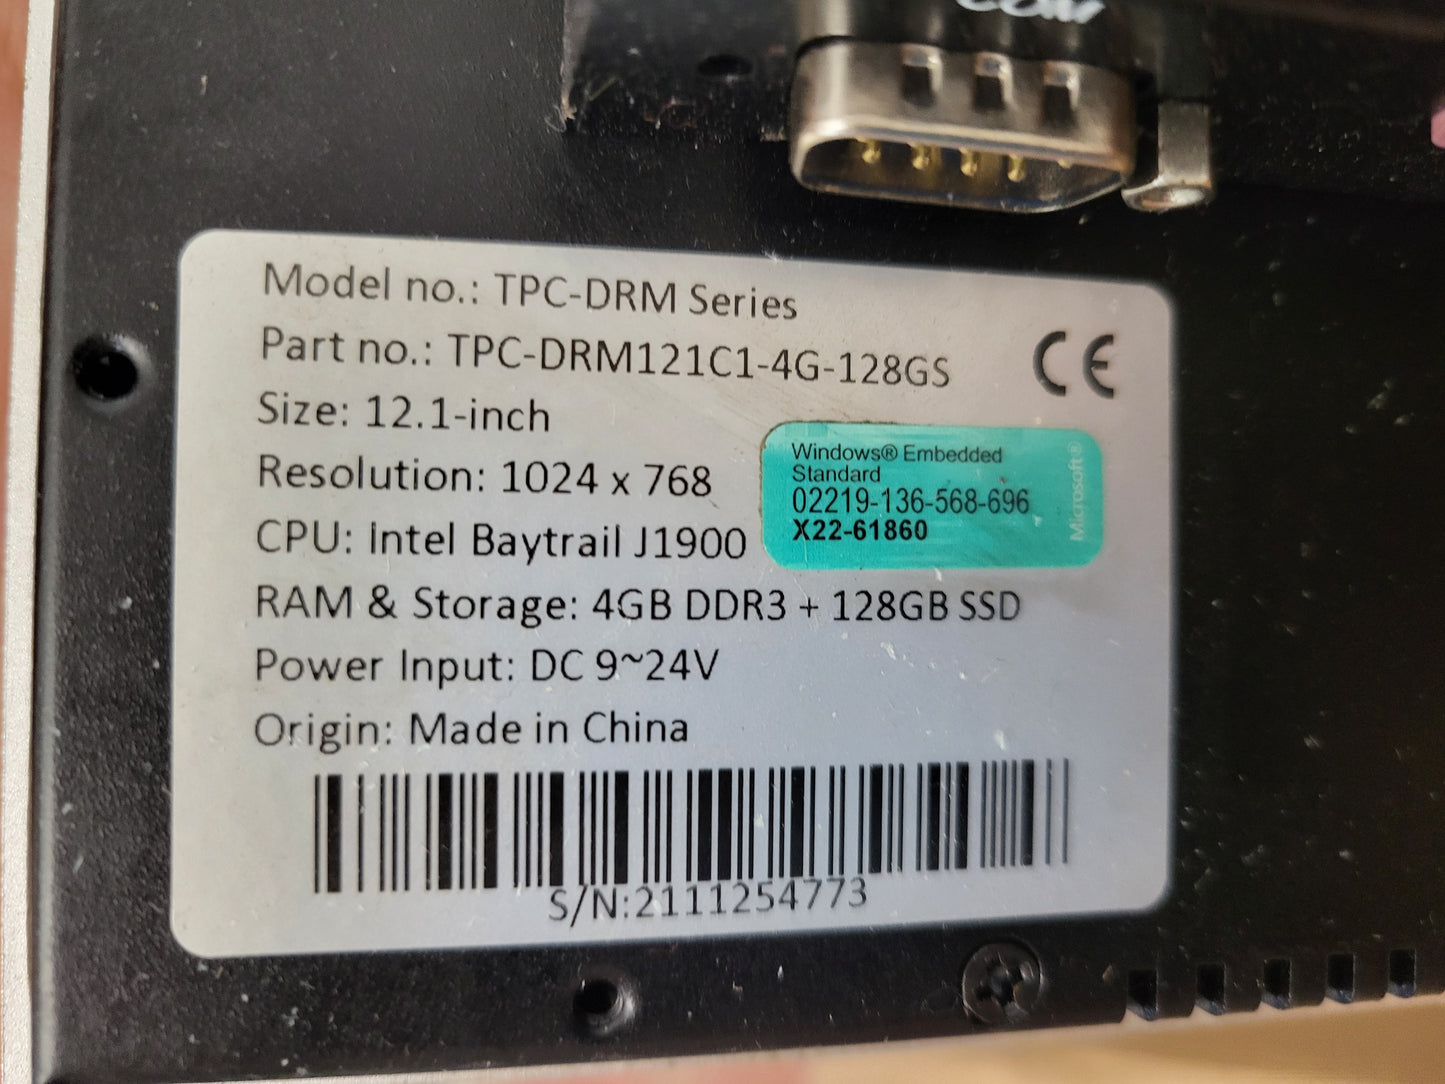 COM
Model no.: TPC-DRM Series
Part no.: TPC-DRM121C1-4G-128GS
CE
Size: 12.1-inch
Resolution: 1024 x 768
CPU: Intel Baytrail J1900
Windows® Embedded
Standard
02219-136-568-696
X22-61860
Microsoft®
RAM & Storage: 4GB DDR3 + 128GB SSD
Power Input: DC 9~24V
Origin: Made in China
S/N:2111254773